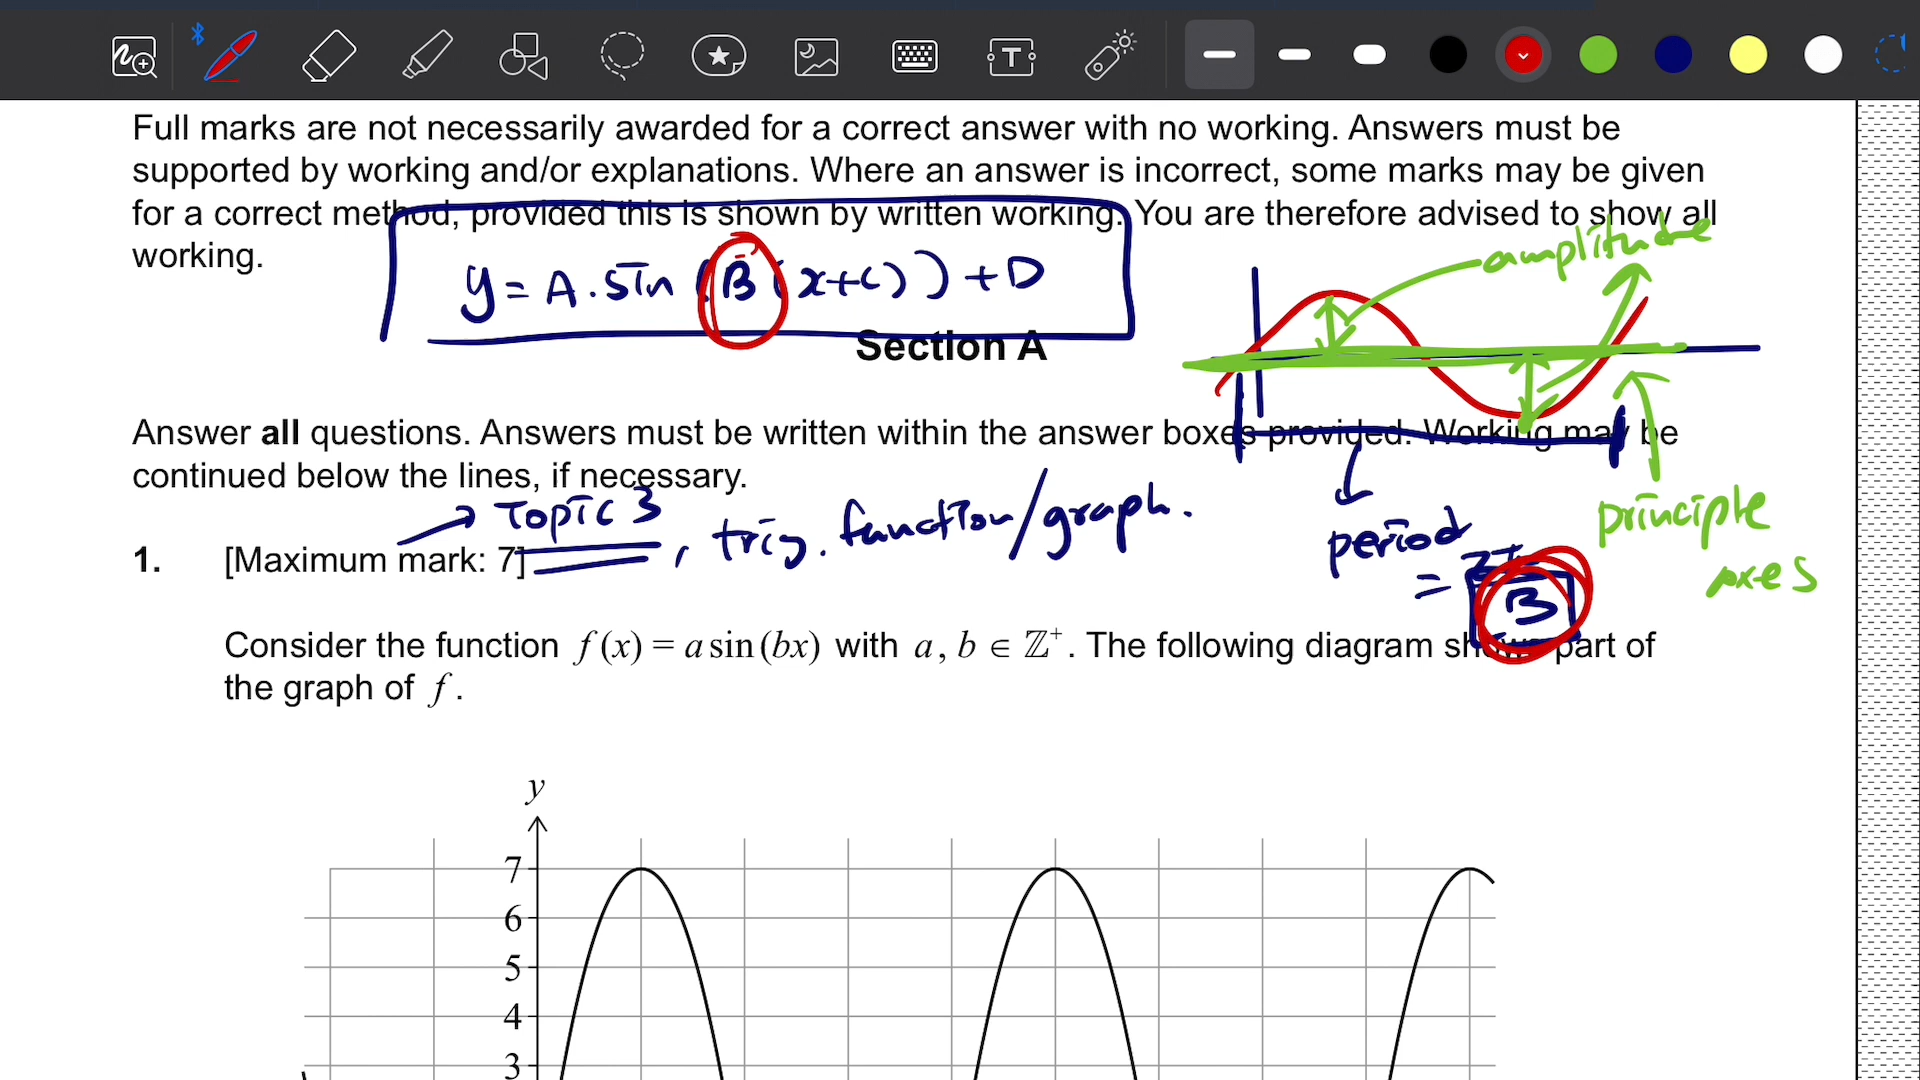 T
Full marks are not necessarily awarded for a correct answer with no working. Answers must be
supported by working and/or explanations. Where an answer is incorrect, some marks may be given
for a correct method, provided this is shown by written working. You are therefore advised to show all
working.
amplitude
y = A . sin (B (x+c)) + D
Section A
Answer all questions. Answers must be written within the answer boxes provided. Working may be
continued below the lines, if necessary.
→ Topic 3, trig. function/graph.
period
= 2π/B
principle
axes
1. [Maximum mark: 7]
Consider the function f(x) = a sin(bx) with a, b ∈ ℤ⁺. The following diagram shows part of
the graph of f.
y
7
6
5
4
3